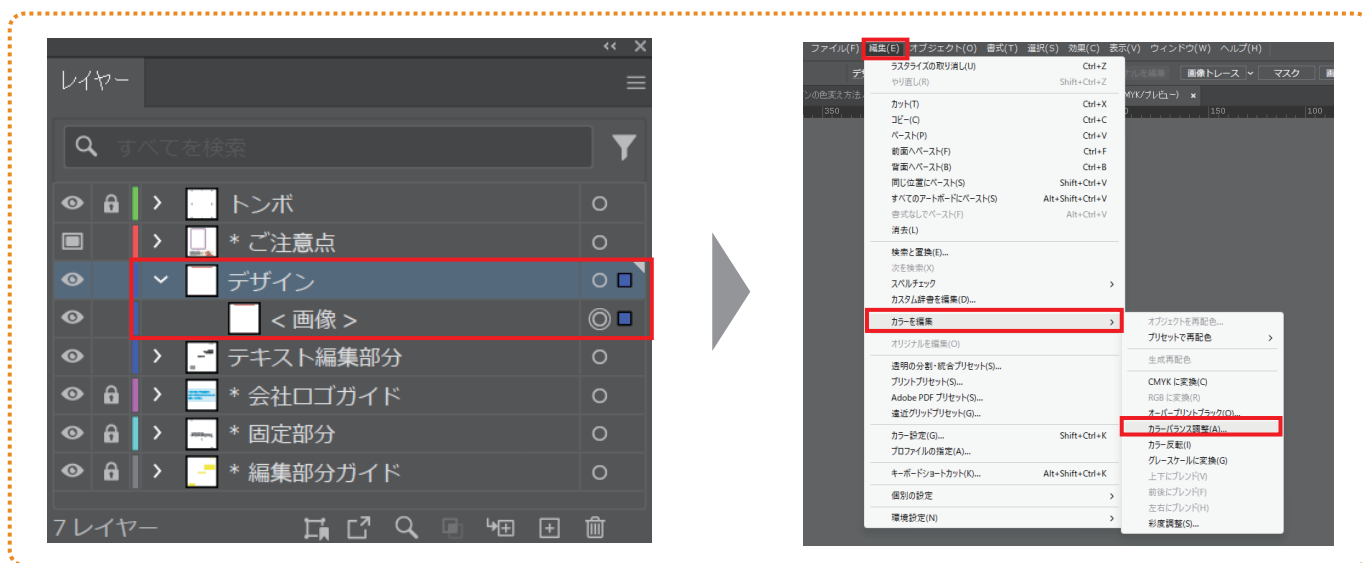 レイヤー
すべてを検索
トンボ
* ご注意点
デザイン
< 画像 >
テキスト編集部分
* 会社ロゴガイド
* 固定部分
* 編集部分ガイド
7 レイヤー
ファイル(F) 編集(E) オブジェクト(O) 書式(T) 選択(S) 効果(C) 表示(V) ウィンドウ(W) ヘルプ(H)
画像トレース マスク
ンの色変え方法. MYK/プレビュー) ×
350 150 100
ラスタライズの取り消し(U) Ctrl+Z
やり直し(R) Shift+Ctrl+Z
カット(T) Ctrl+X
コピー(C) Ctrl+C
ペースト(P) Ctrl+V
前面へペースト(F) Ctrl+F
背面へペースト(B) Ctrl+B
同じ位置にペースト(S) Shift+Ctrl+V
すべてのアートボードにペースト(S) Alt+Shift+Ctrl+V
書式なしでペースト(F) Alt+Ctrl+V
消去(L)
検索と置換(E)...
次を検索(X)
スペルチェック
カスタム辞書を編集(D)...
カラーを編集
オリジナルを編集(O)
透明の分割・統合プリセット(S)...
プリントプリセット(S)...
Adobe PDF プリセット(S)...
遠近グリッドプリセット(G)...
カラー設定(G)... Shift+Ctrl+K
プロファイルの指定(A)...
キーボードショートカット(K)... Alt+Shift+Ctrl+K
個別の設定
環境設定(N)
オブジェクトを再配色...
プリセットで再配色
生成再配色
CMYK に変換(C)
RGB に変換(R)
オーバープリントブラック(O)...
カラーバランス調整(A)...
カラー反転(I)
グレースケールに変換(G)
上下にブレンド(V)
前後にブレンド(F)
左右にブレンド(H)
彩度調整(S)...